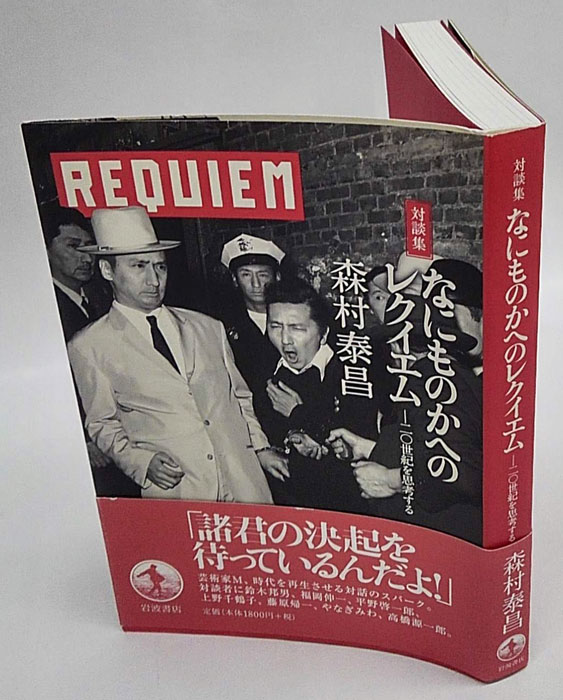 REQUIEM
対談集
なにものかへの
レクイエム
―二〇世紀を思考する
森村泰昌
「諸君の決起を
待っているんだよ!」
芸術家M、時代を再生させる対話のスパーク。
対談者に鈴木邦男、福岡伸一、平野啓一郎、
上野千鶴子、藤原帰一、やなぎみわ、高橋源一郎。
岩波書店
定価(本体1800円+税)
対談集
なにものかへのレクイエム―二〇世紀を思考する
森村泰昌
岩波書店